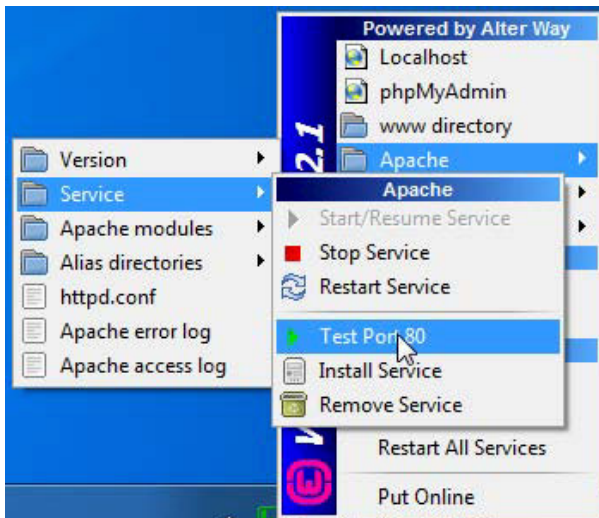 Powered by Alter Way
Localhost
phpMyAdmin
www directory
Apache
Version
Service
Apache modules
Alias directories
httpd.conf
Apache error log
Apache access log
Apache
Start/Resume Service
Stop Service
Restart Service
Test Port 80
Install Service
Remove Service
Restart All Services
Put Online
2.1